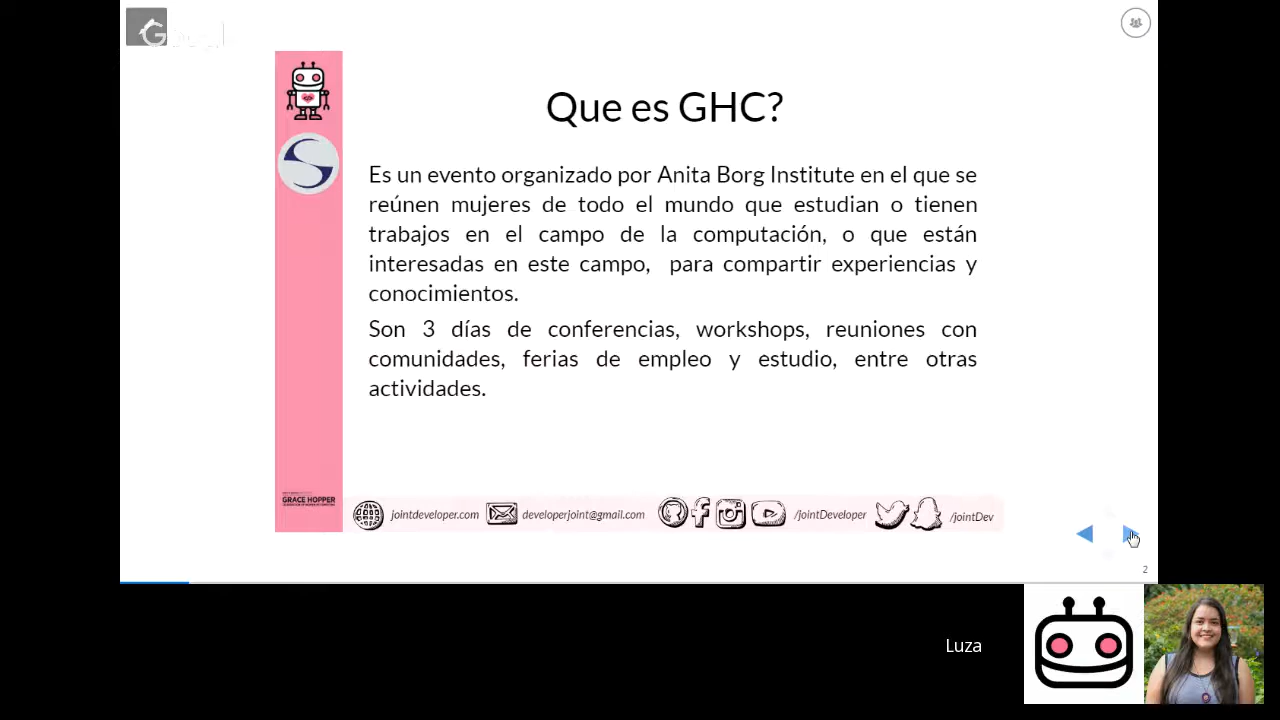 Que es GHC?
Es un evento organizado por Anita Borg Institute en el que se
reúnen mujeres de todo el mundo que estudian o tienen
trabajos en el campo de la computación, o que están
interesadas en este campo, para compartir experiencias y
conocimientos.
Son 3 días de conferencias, workshops, reuniones con
comunidades, ferias de empleo y estudio, entre otras
actividades.
GRACE HOPPER
jointdeveloper.com
developerjoint@gmail.com
/jointDeveloper
/jointDev
2
Luza